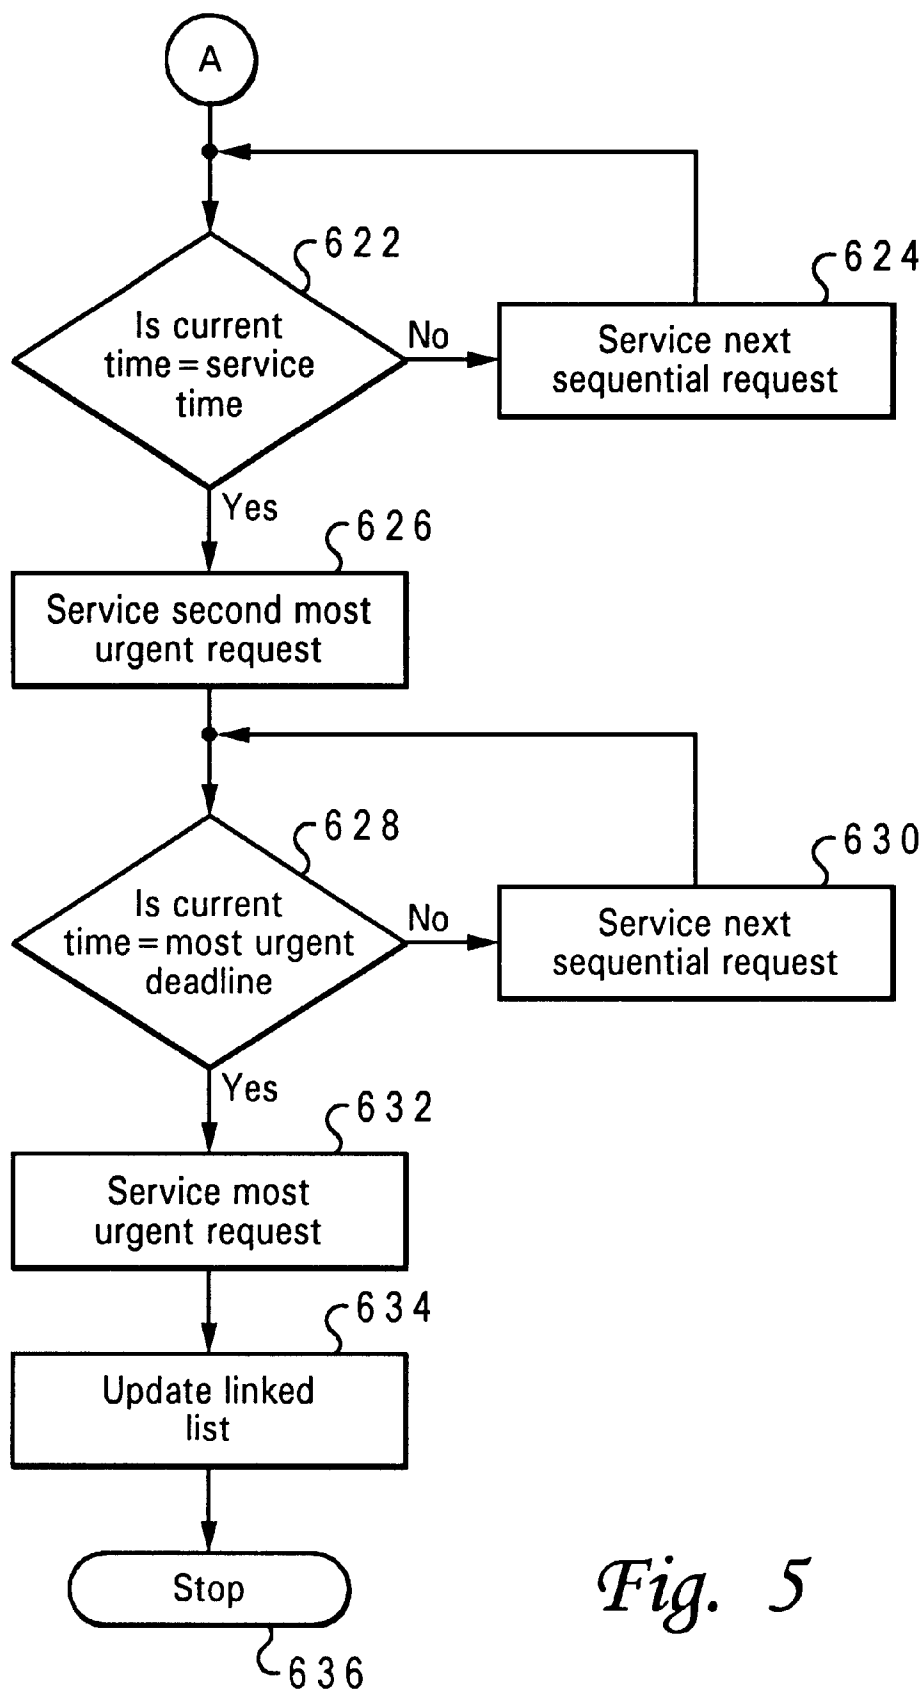 A
622
Is current
time = service
time
No
624
Service next
sequential request
Yes
626
Service second most
urgent request
628
Is current
time = most urgent
deadline
No
630
Service next
sequential request
Yes
632
Service most
urgent request
634
Update linked
list
Stop
636
Fig. 5